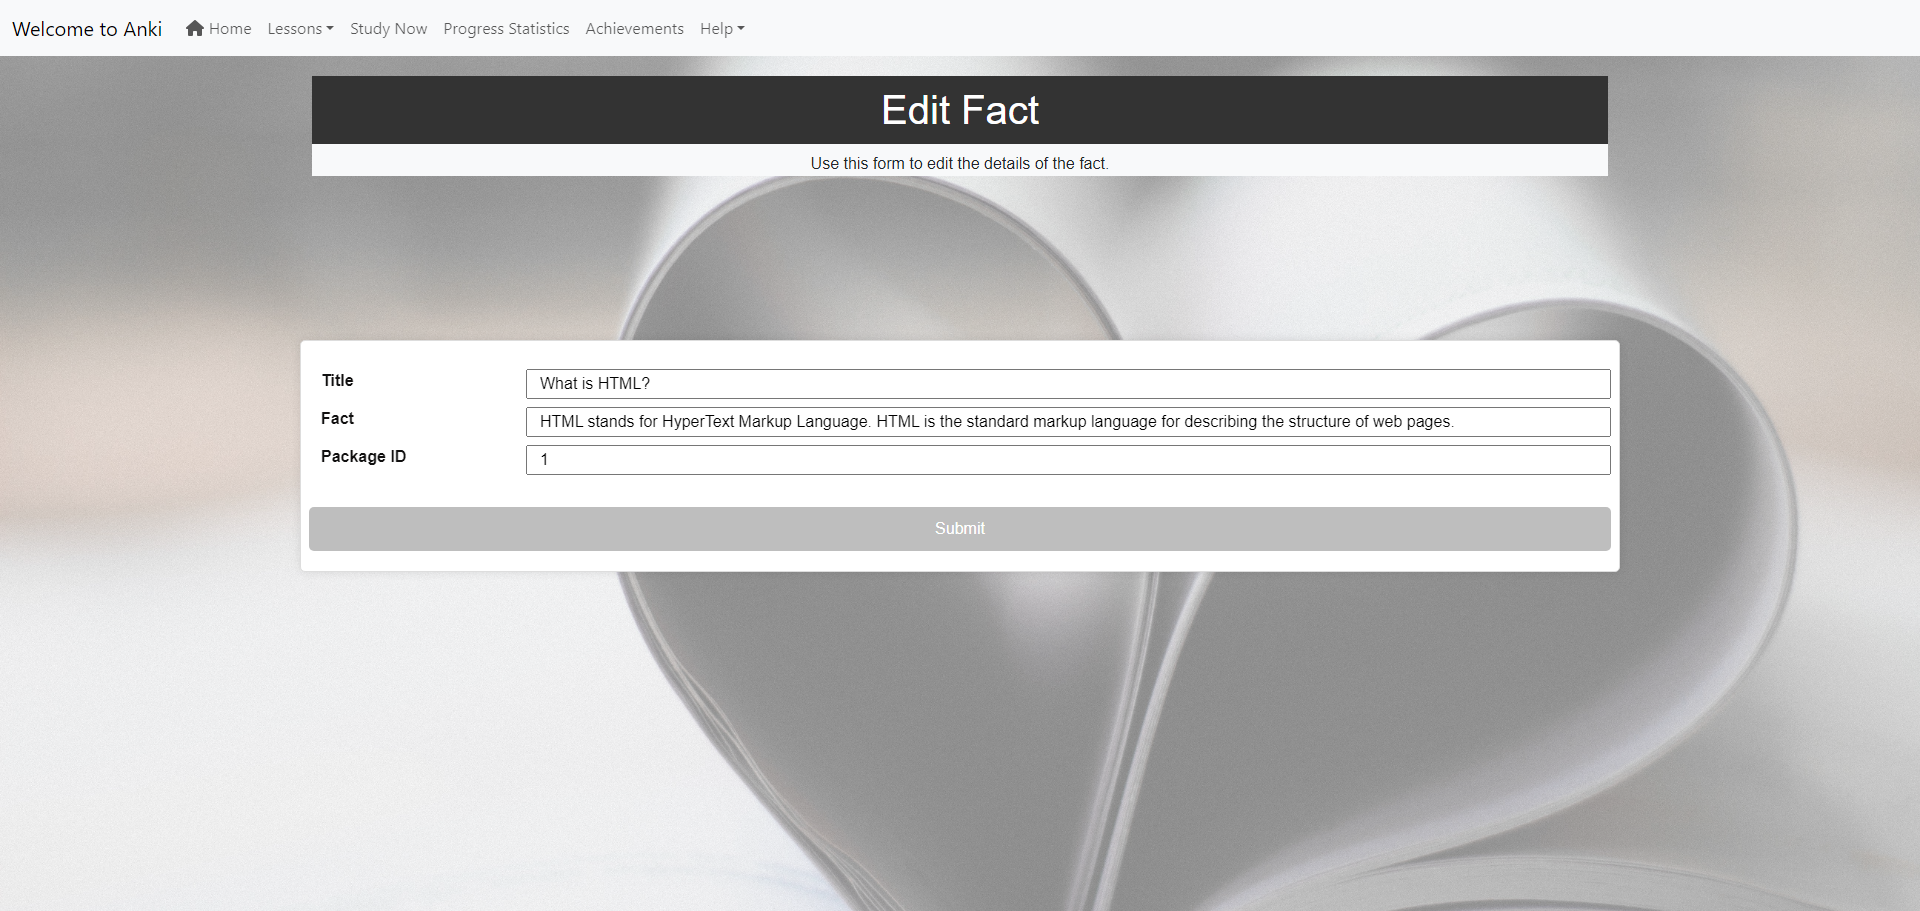 Welcome to Anki Home Lessons Study Now Progress Statistics Achievements Help
Edit Fact
Use this form to edit the details of the fact.
Title What is HTML?
Fact HTML stands for HyperText Markup Language. HTML is the standard markup language for describing the structure of web pages.
Package ID 1
Submit